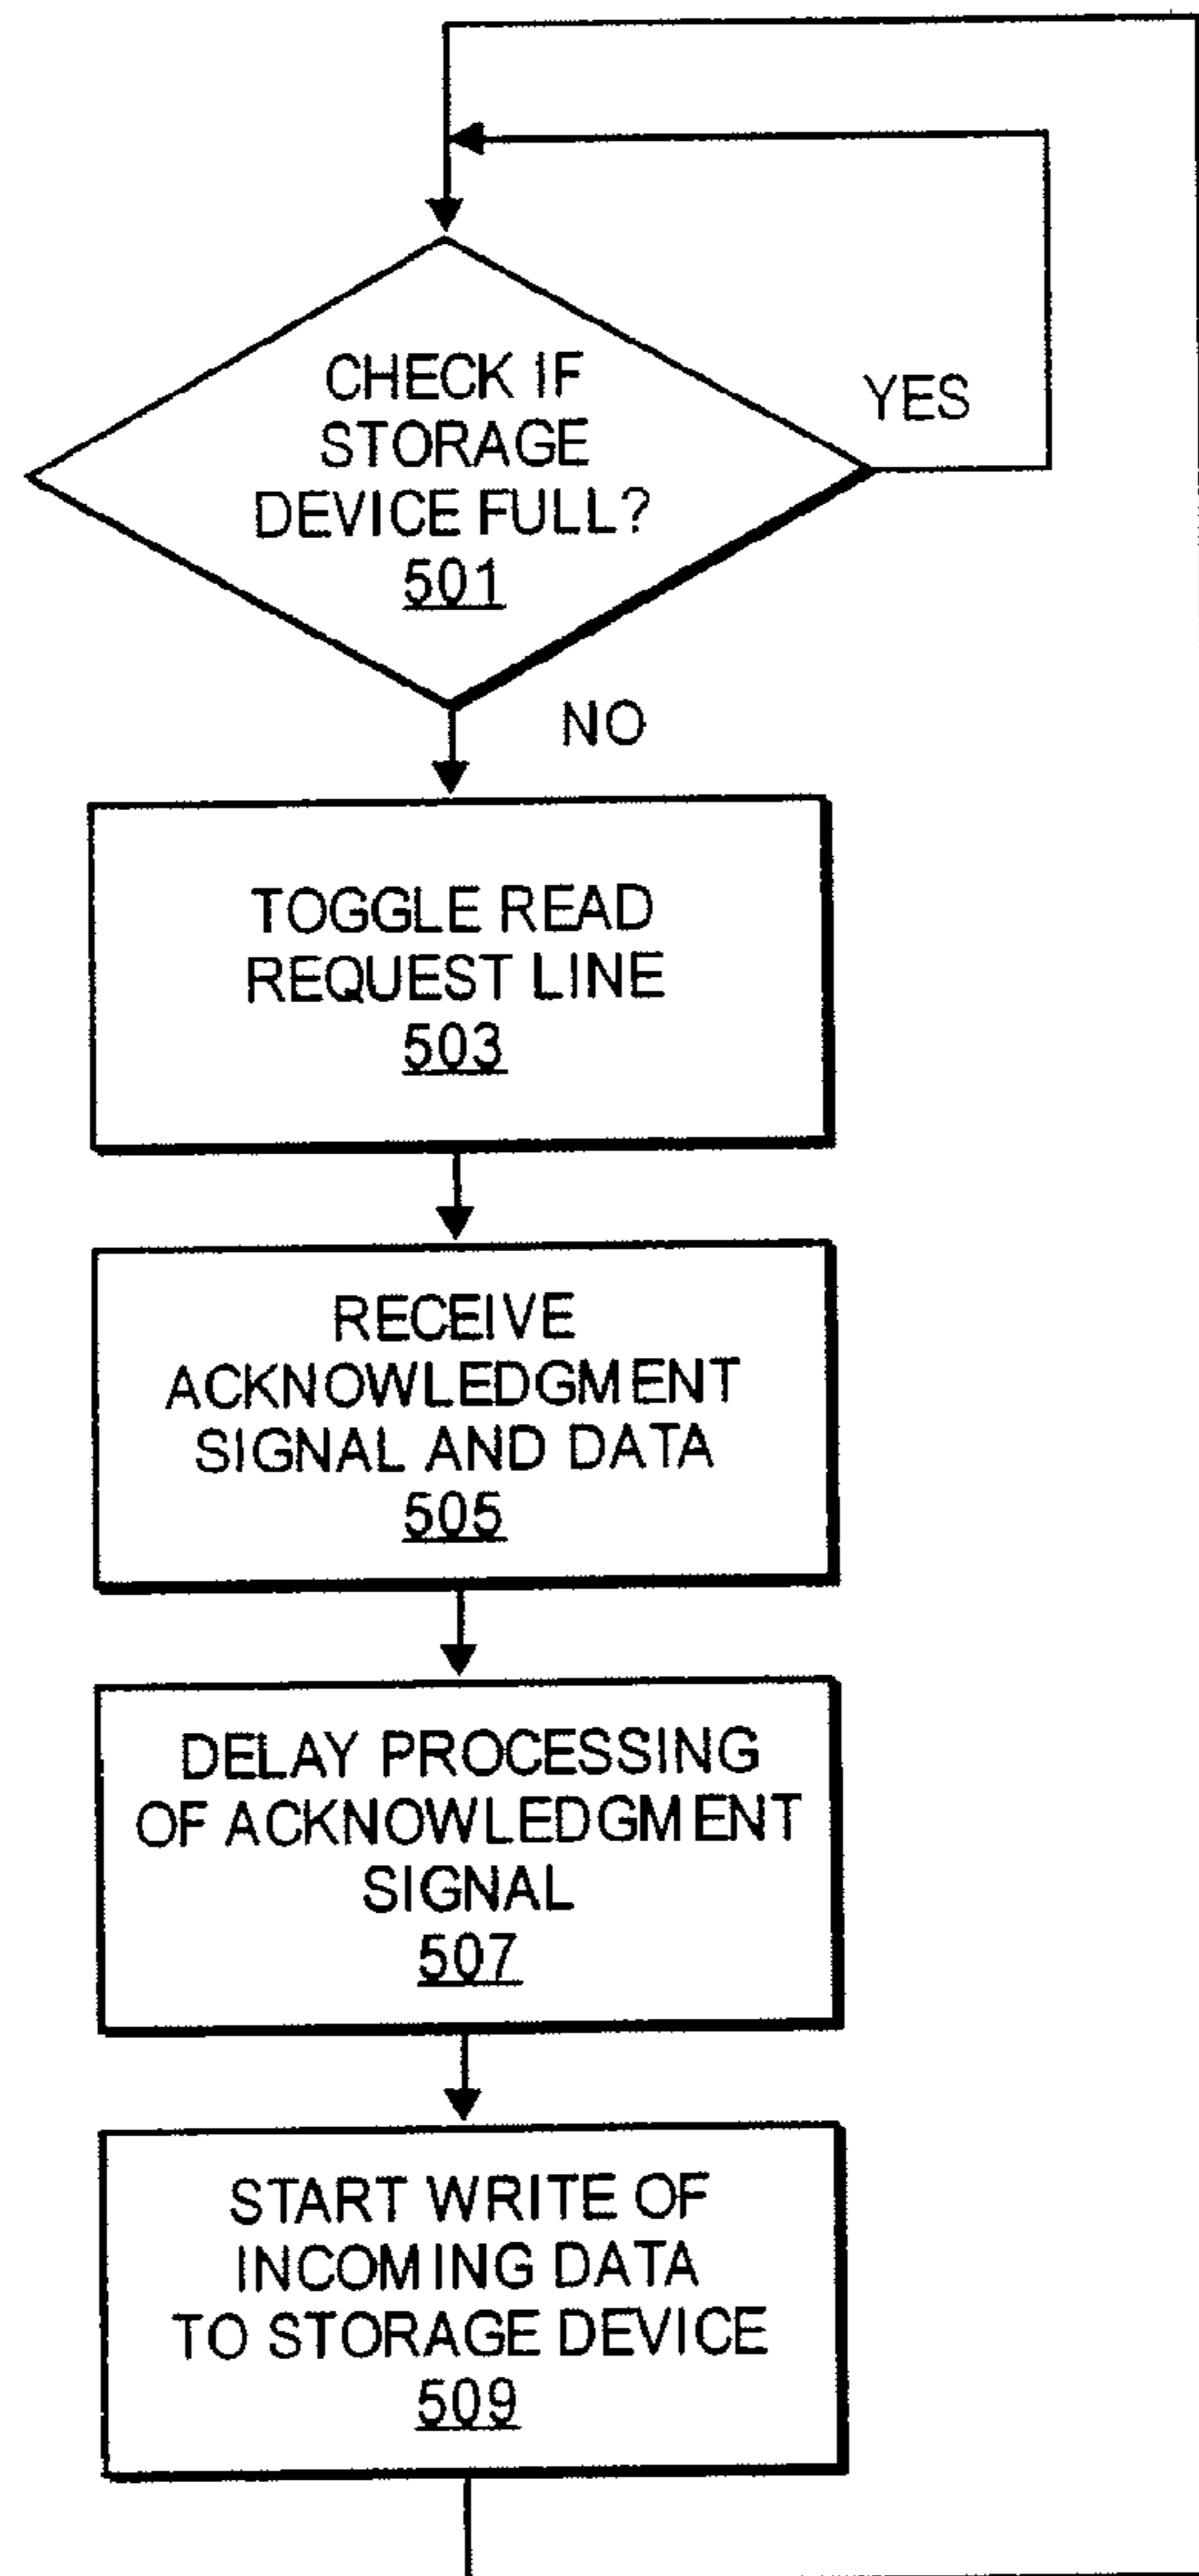 CHECK IF
STORAGE
DEVICE FULL?
501
YES
NO
TOGGLE READ
REQUEST LINE
503
RECEIVE
ACKNOWLEDGMENT
SIGNAL AND DATA
505
DELAY PROCESSING
OF ACKNOWLEDGMENT
SIGNAL
507
START WRITE OF
INCOMING DATA
TO STORAGE DEVICE
509